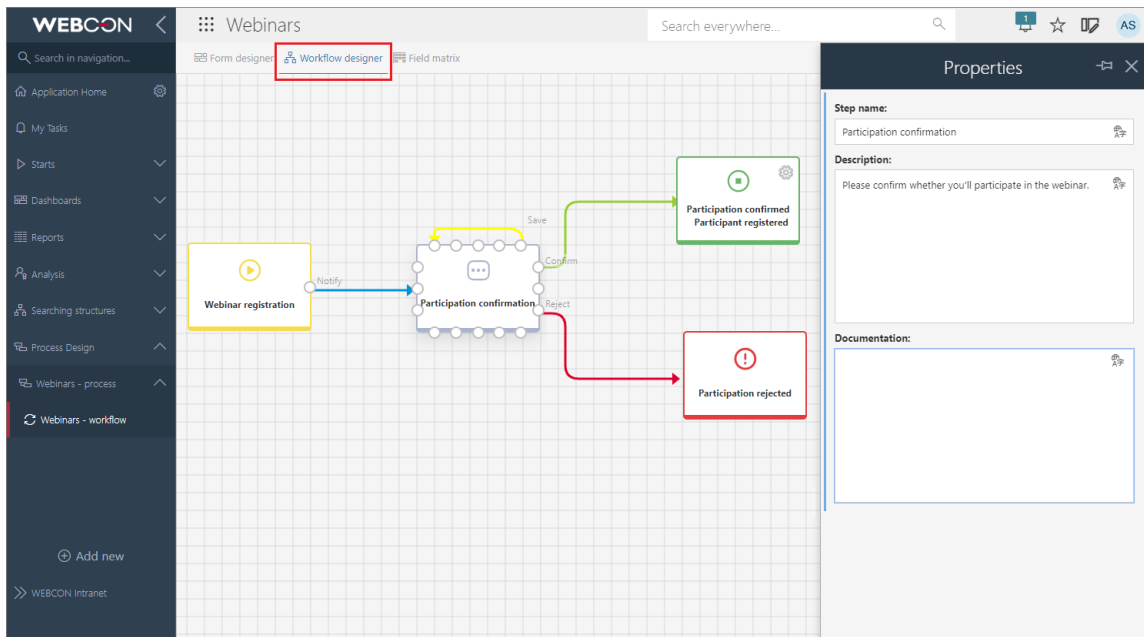 WEBCON
Webinars
Search everywhere...
1
AS
Search in navigation...
Application Home
My Tasks
Starts
Dashboards
Reports
Analysis
Searching structures
Process Design
Webinars - process
Webinars - workflow
Add new
WEBCON Intranet
Form designer
Workflow designer
Field matrix
Webinar registration
Notify
Save
Participation confirmation
Confirm
Reject
Participation confirmed
Participant registered
Participation rejected
Properties
Step name:
Participation confirmation
Description:
Please confirm whether you'll participate in the webinar.
Documentation: